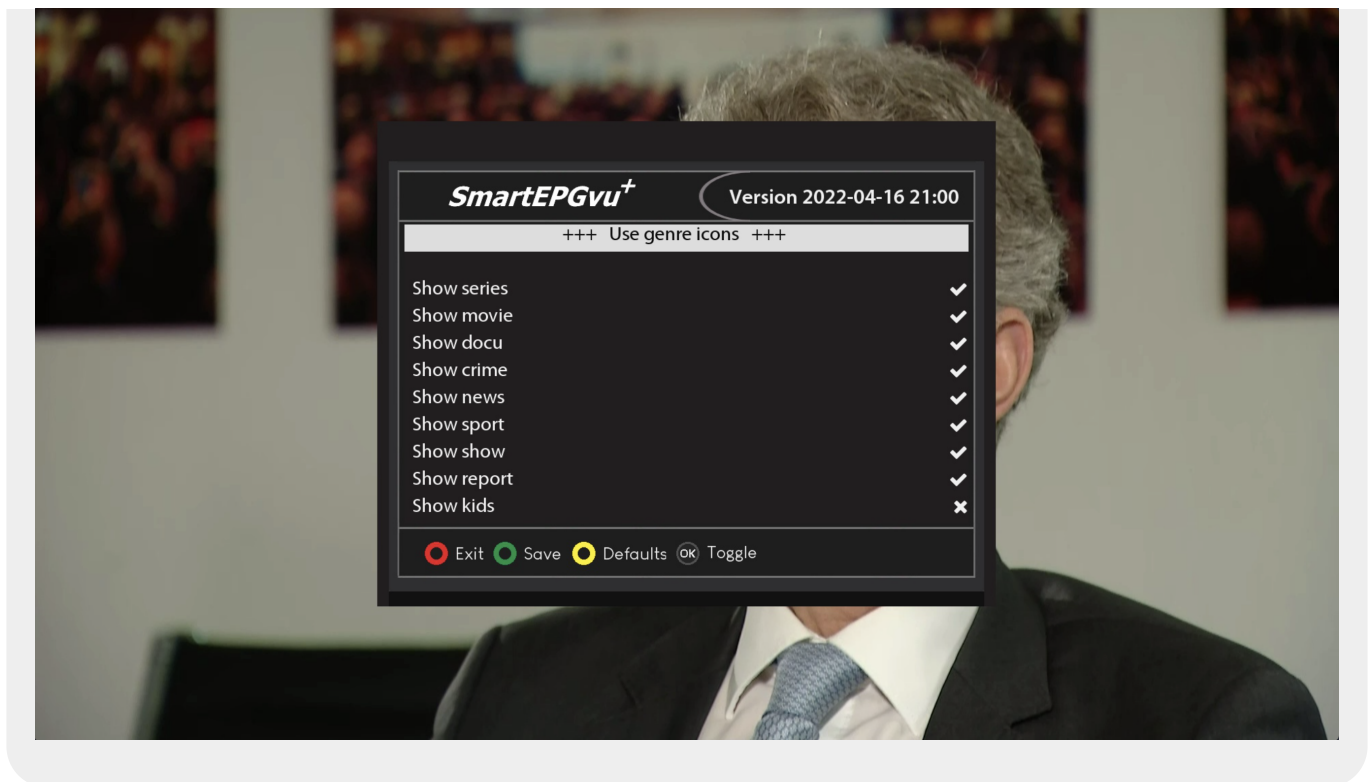 SmartEPGvu+
Version 2022-04-16 21:00
+++ Use genre icons +++
Show series
Show movie
Show docu
Show crime
Show news
Show sport
Show show
Show report
Show kids
Exit Save Defaults OK Toggle